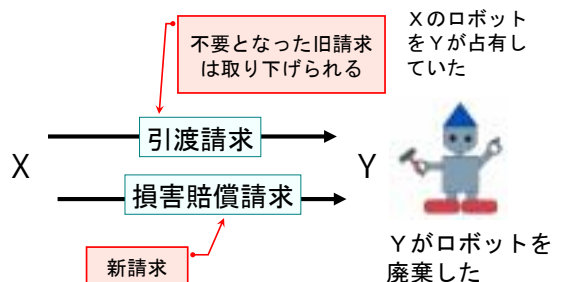 不要となった旧請求
は取り下げられる
Ｘのロボット
をＹが占有し
ていた
引渡請求
X
Y
損害賠償請求
新請求
Ｙがロボットを
廃棄した